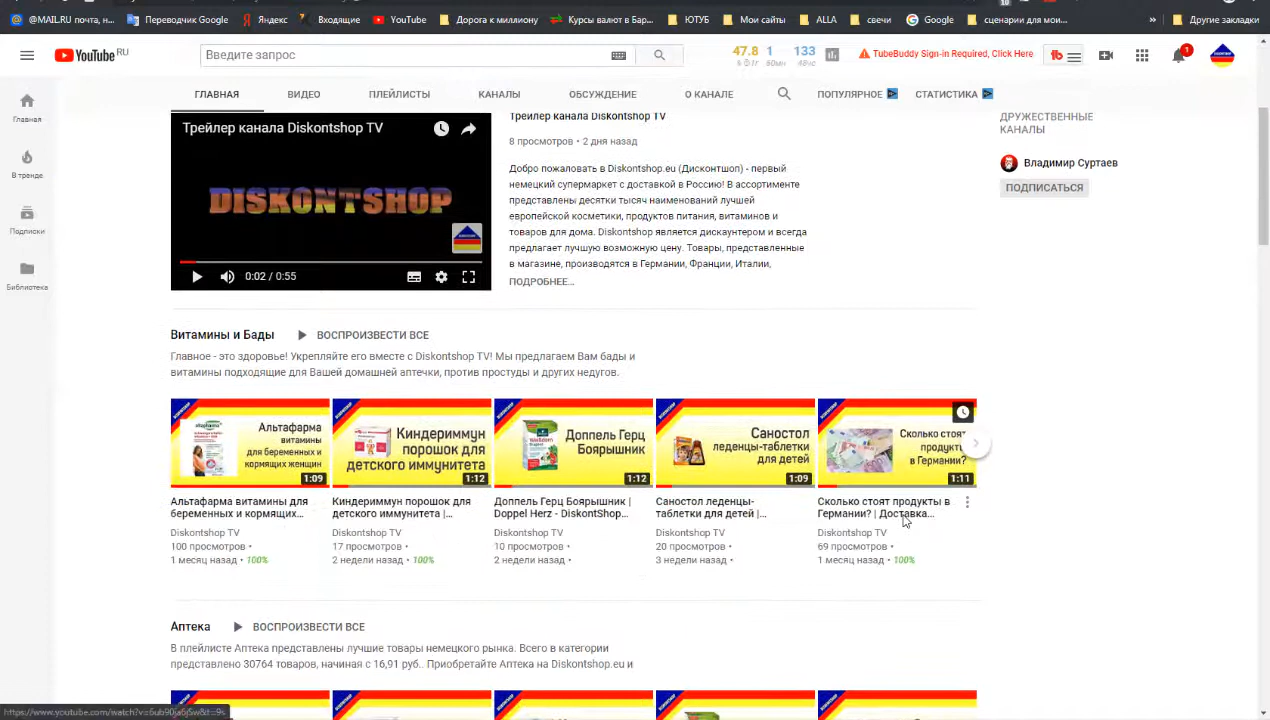 @MAIL.RU почта, н...
Переводчик Google
Яндекс
Входящие
YouTube
Дорога к миллиону
Курсы валют в Бар...
ЮТУБ
Мои сайты
ALLA
свечи
Google
сценарии для мои...
»
Другие закладки
YouTube RU
Введите запрос
47.8
1
133
60мн
48чс
TubeBuddy Sign-in Required, Click Here
tb
1
ГЛАВНАЯ
ВИДЕО
ПЛЕЙЛИСТЫ
КАНАЛЫ
ОБСУЖДЕНИЕ
О КАНАЛЕ
ПОПУЛЯРНОЕ
СТАТИСТИКА
Главная
В тренде
Подписки
Библиотека
Трейлер канала Diskontshop TV
DISKONTSHOP
0:02 / 0:55
Трейлер канала Diskontshop TV
8 просмотров • 2 дня назад
Добро пожаловать в Diskontshop.eu (Дисконтшоп) - первый
немецкий супермаркет с доставкой в Россию! В ассортименте
представлены десятки тысяч наименований лучшей
европейской косметики, продуктов питания, витаминов и
товаров для дома. Diskontshop является дискаунтером и всегда
предлагает лучшую возможную цену. Товары, представленные
в магазине, производятся в Германии, Франции, Италии,
ПОДРОБНЕЕ...
ДРУЖЕСТВЕННЫЕ
КАНАЛЫ
Владимир Суртаев
ПОДПИСАТЬСЯ
Витамины и Бады
ВОСПРОИЗВЕСТИ ВСЕ
Главное - это здоровье! Укрепляйте его вместе с Diskontshop TV! Мы предлагаем Вам бады и
витамины подходящие для Вашей домашней аптечки, против простуды и других недугов.
Альтафарма
витамины
для беременных и
кормящих женщин
1:09
Альтафарма витамины для
беременных и кормящих...
Diskontshop TV
100 просмотров •
1 месяц назад • 100%
Киндериммун
порошок для
детского иммунитета
1:12
Киндериммун порошок для
детского иммунитета |...
Diskontshop TV
17 просмотров •
2 недели назад • 100%
Доппель Герц
Боярышник
1:12
Доппель Герц Боярышник |
Doppel Herz - DiskontShop...
Diskontshop TV
10 просмотров •
2 недели назад •
Саностол
леденцы-таблетки
для детей
1:09
Саностол леденцы-
таблетки для детей |...
Diskontshop TV
20 просмотров •
3 недели назад •
Сколько стоят
продукты
в Германии?
1:11
Сколько стоят продукты в
Германии? | Доставка...
Diskontshop TV
69 просмотров •
1 месяц назад • 100%
Аптека
ВОСПРОИЗВЕСТИ ВСЕ
В плейлисте Аптека представлены лучшие товары немецкого рынка. Всего в категории
представлено 30764 товаров, начиная с 16,91 руб.. Приобретайте Аптека на Diskontshop.eu и